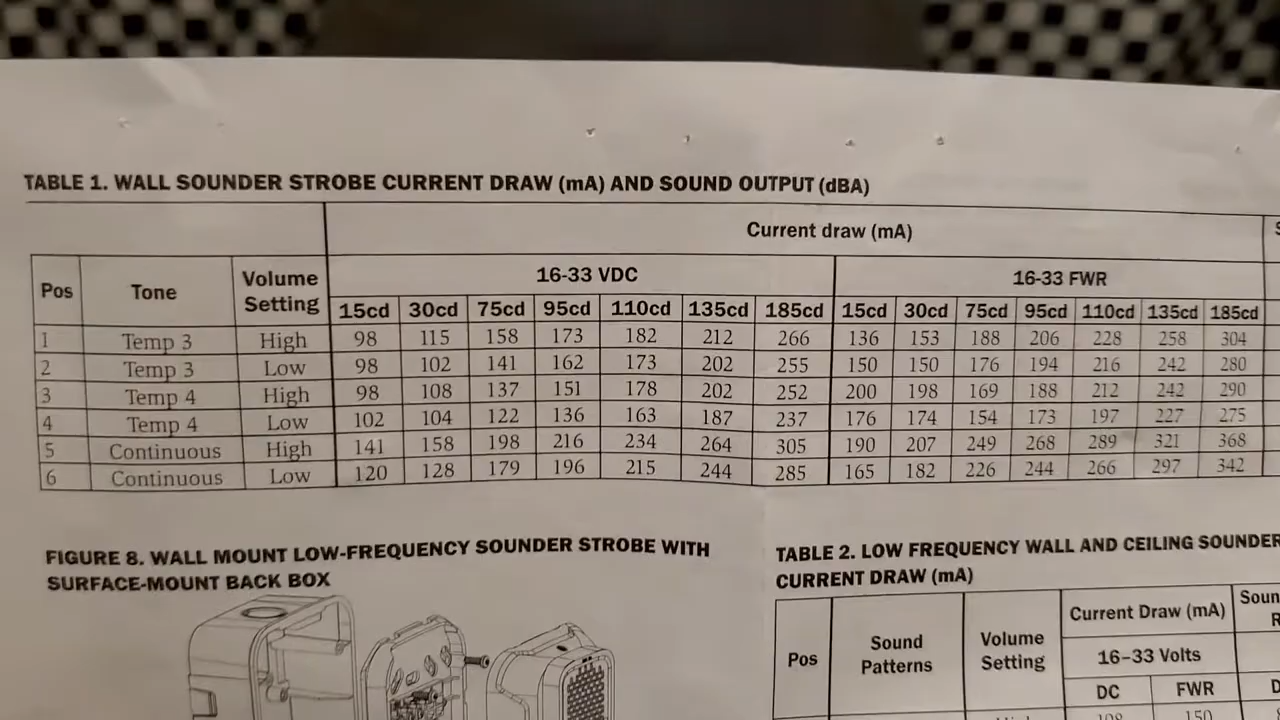 TABLE 1. WALL SOUNDER STROBE CURRENT DRAW (mA) AND SOUND OUTPUT (dBA)
Current draw (mA)
Pos Tone Volume Setting 16-33 VDC 16-33 FWR
15cd 30cd 75cd 95cd 110cd 135cd 185cd 15cd 30cd 75cd 95cd 110cd 135cd 185cd
1 Temp 3 High 98 115 158 173 182 212 266 136 153 188 206 228 258 304
2 Temp 3 Low 98 102 141 162 173 202 255 150 150 176 194 216 242 280
3 Temp 4 High 98 108 137 151 178 202 252 200 198 169 188 212 242 290
4 Temp 4 Low 102 104 122 136 163 187 237 176 174 154 173 197 227 275
5 Continuous High 141 158 198 216 234 264 305 190 207 249 268 289 321 368
6 Continuous Low 120 128 179 196 215 244 285 165 182 226 244 266 297 342
FIGURE 8. WALL MOUNT LOW-FREQUENCY SOUNDER STROBE WITH
SURFACE-MOUNT BACK BOX
TABLE 2. LOW FREQUENCY WALL AND CEILING SOUNDER
CURRENT DRAW (mA)
Pos Sound Patterns Volume Setting Current Draw (mA)
16–33 Volts
DC FWR
150